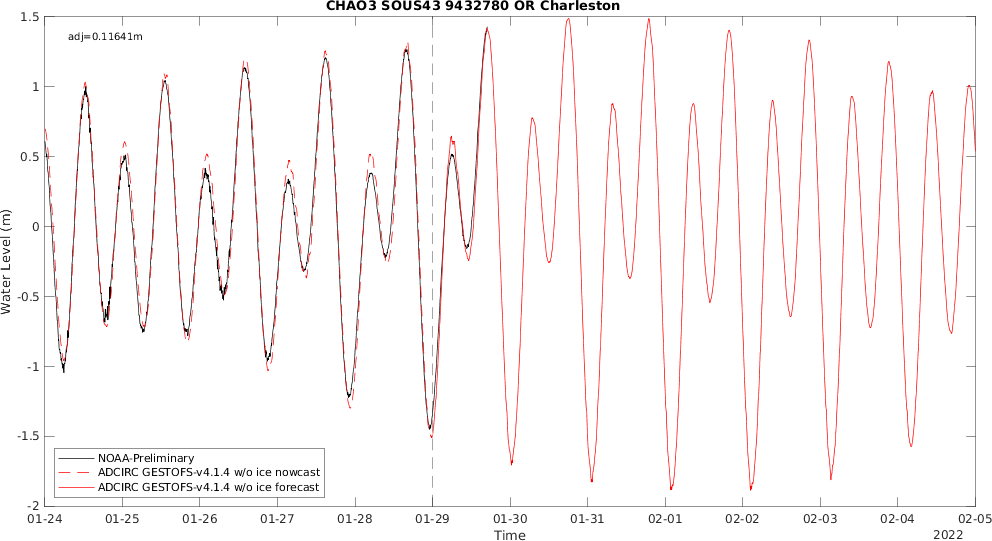 CHAO3 SOUS43 9432780 OR Charleston
adj=0.11641m
1.5
1
0.5
0
-0.5
-1
-1.5
-2
Water Level (m)
NOAA-Preliminary
ADCIRC GESTOFS-v4.1.4 w/o ice nowcast
ADCIRC GESTOFS-v4.1.4 w/o ice forecast
01-24 01-25 01-26 01-27 01-28 01-29 01-30 01-31 02-01 02-02 02-03 02-04 02-05
Time
2022